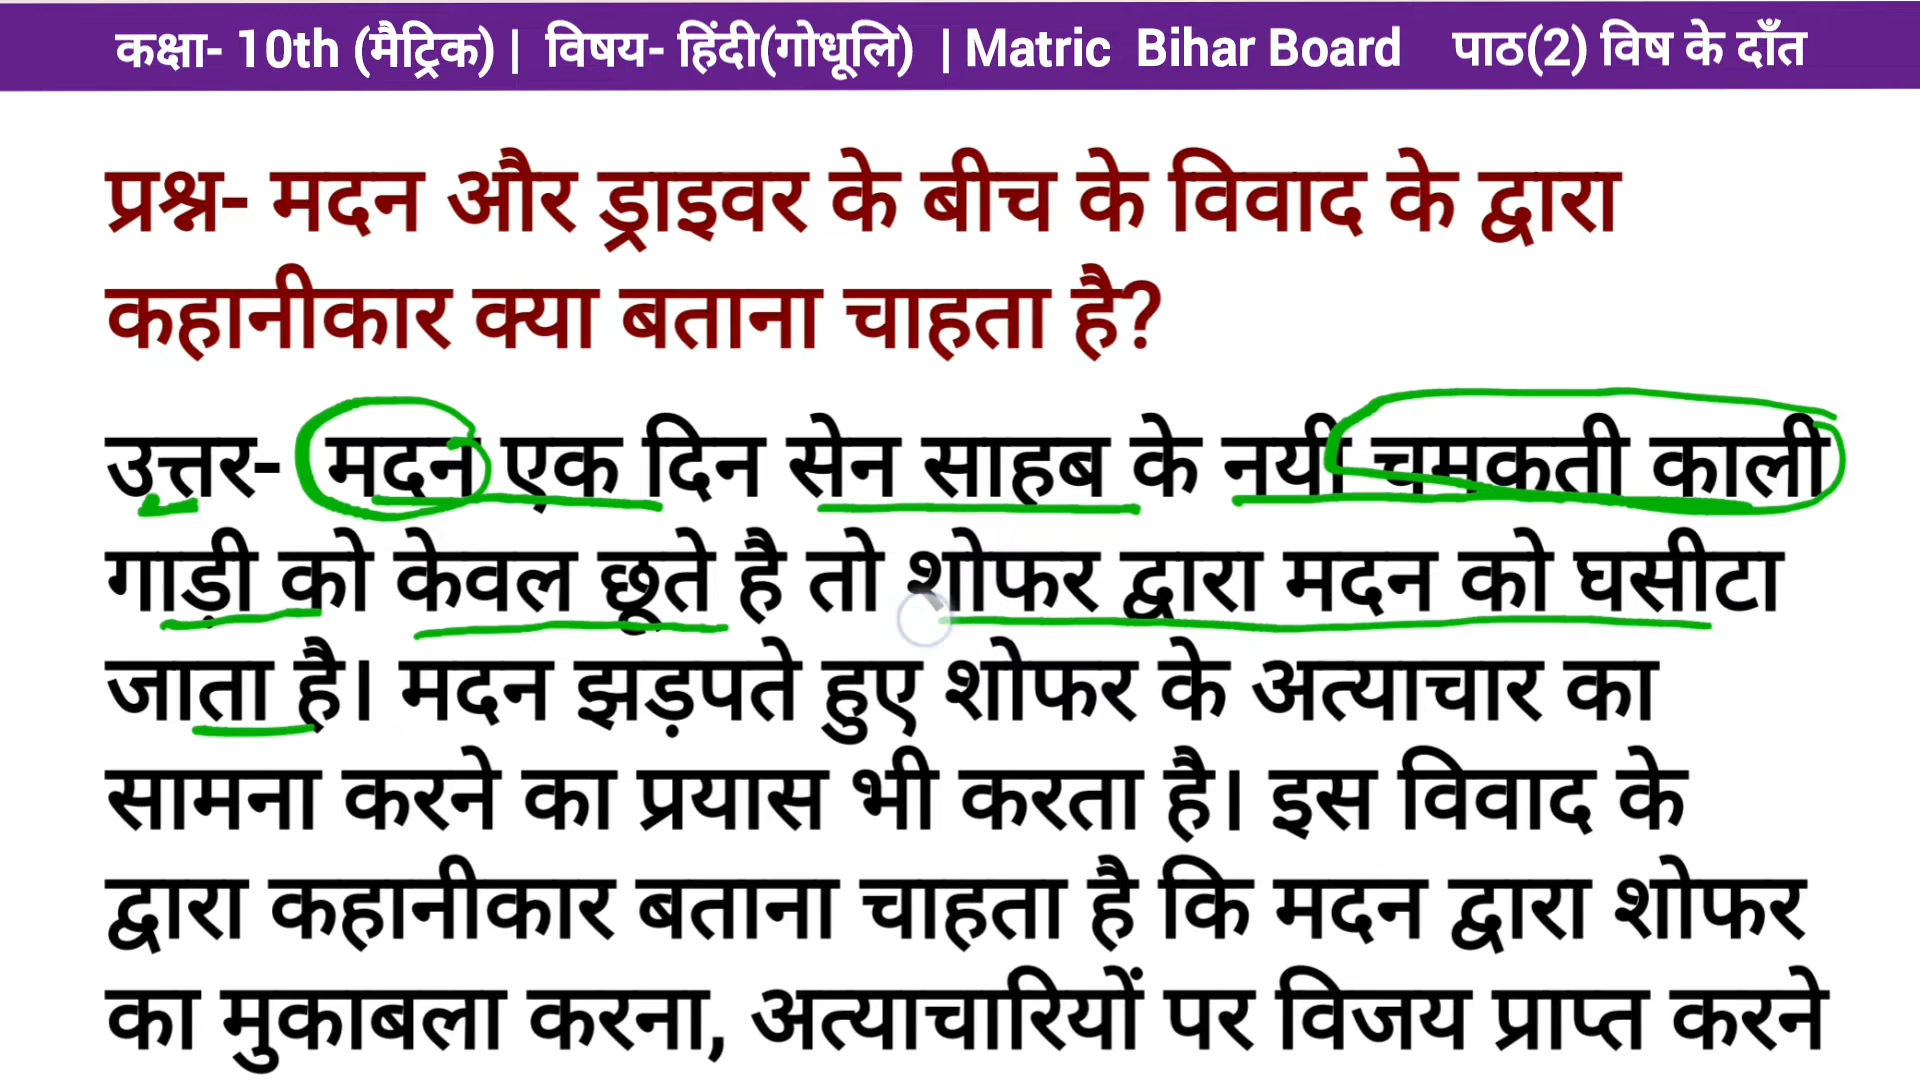 कक्षा- 10th (मैट्रिक) | विषय- हिंदी(गोधूलि) | Matric Bihar Board पाठ(2) विष के दाँत
प्रश्न- मदन और ड्राइवर के बीच के विवाद के द्वारा
कहानीकार क्या बताना चाहता है?
उत्तर- मदन एक दिन सेन साहब के नयी चमकती काली
गाड़ी को केवल छूते है तो शोफर द्वारा मदन को घसीटा
जाता है। मदन झड़पते हुए शोफर के अत्याचार का
सामना करने का प्रयास भी करता है। इस विवाद के
द्वारा कहानीकार बताना चाहता है कि मदन द्वारा शोफर
का मुकाबला करना, अत्याचारियों पर विजय प्राप्त करने